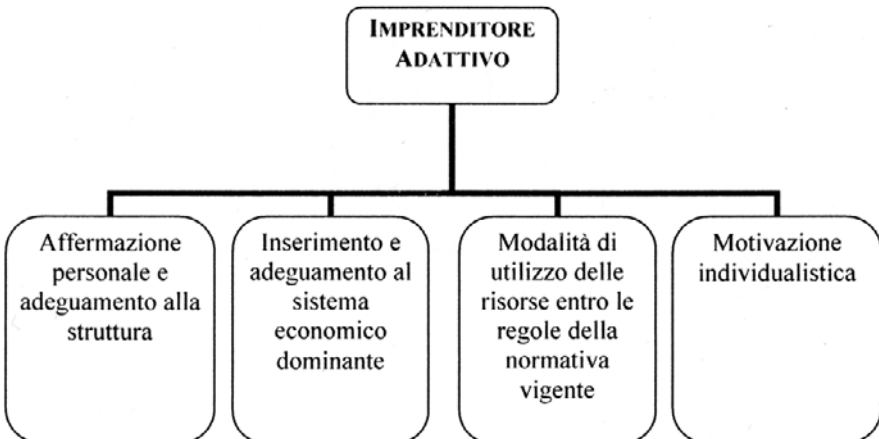 IMPRENDITORE
ADATTIVO
Affermazione
personale e
adeguamento alla
struttura
Inserimento e
adeguamento al
sistema
economico
dominante
Modalità di
utilizzo delle
risorse entro le
regole della
normativa
vigente
Motivazione
individualistica